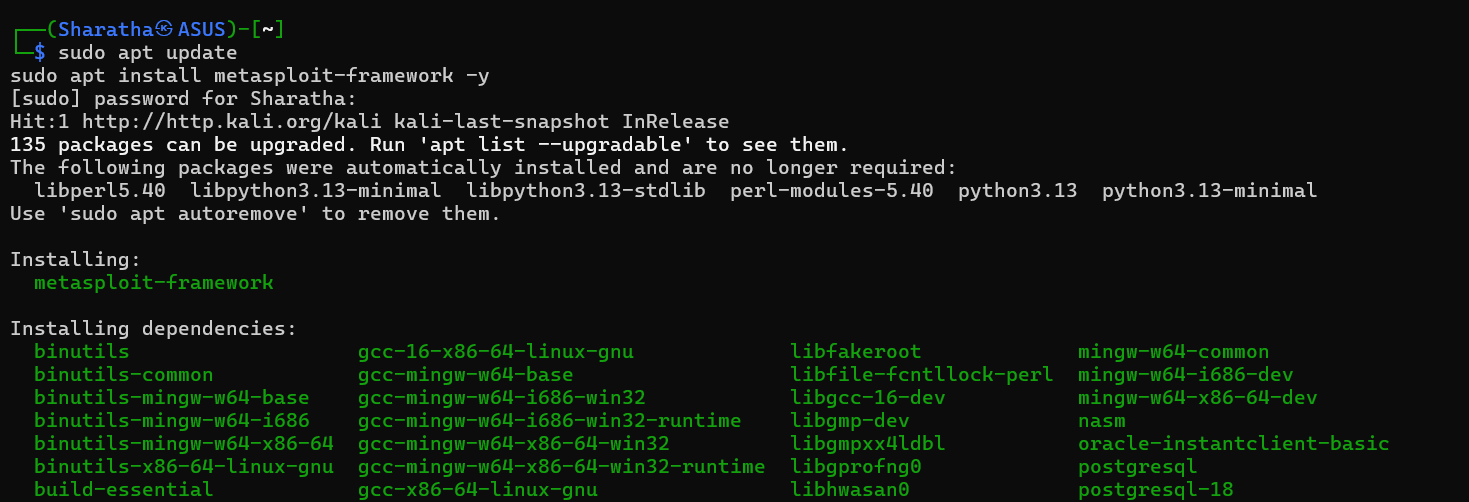 ┌──(Sharatha㉿ASUS)-[~]
└─$ sudo apt update
sudo apt install metasploit-framework -y
[sudo] password for Sharatha:
Hit:1 http://http.kali.org/kali kali-last-snapshot InRelease
135 packages can be upgraded. Run 'apt list --upgradable' to see them.
The following packages were automatically installed and are no longer required:
  libperl5.40  libpython3.13-minimal  libpython3.13-stdlib  perl-modules-5.40  python3.13  python3.13-minimal
Use 'sudo apt autoremove' to remove them.

Installing:
  metasploit-framework

Installing dependencies:
  binutils                   gcc-16-x86-64-linux-gnu             libfakeroot            mingw-w64-common
  binutils-common            gcc-mingw-w64-base                  libfile-fcntllock-perl  mingw-w64-i686-dev
  binutils-mingw-w64-base    gcc-mingw-w64-i686-win32            libgcc-16-dev          mingw-w64-x86-64-dev
  binutils-mingw-w64-i686    gcc-mingw-w64-i686-win32-runtime    libgmp-dev             nasm
  binutils-mingw-w64-x86-64  gcc-mingw-w64-x86-64-win32          libgmpxx4ldbl          oracle-instantclient-basic
  binutils-x86-64-linux-gnu  gcc-mingw-w64-x86-64-win32-runtime  libgprofng0            postgresql
  build-essential            gcc-x86-64-linux-gnu                libhwasan0             postgresql-18